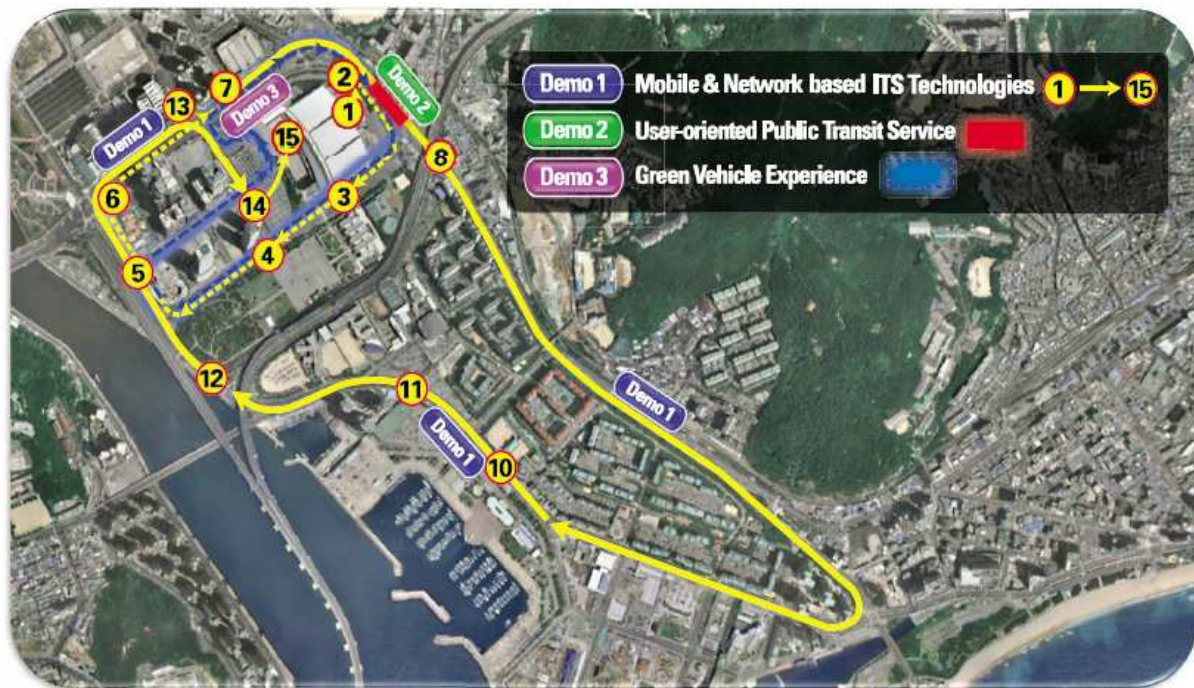 Demo 1 Mobile & Network based ITS Technologies 1 15
Demo 2 User-oriented Public Transit Service
Demo 3 Green Vehicle Experience
2
Demo 2
7
Demo 3
13
1
Demo 1
15
8
6
14
3
4
5
12
11
Demo 1
Demo 1
10